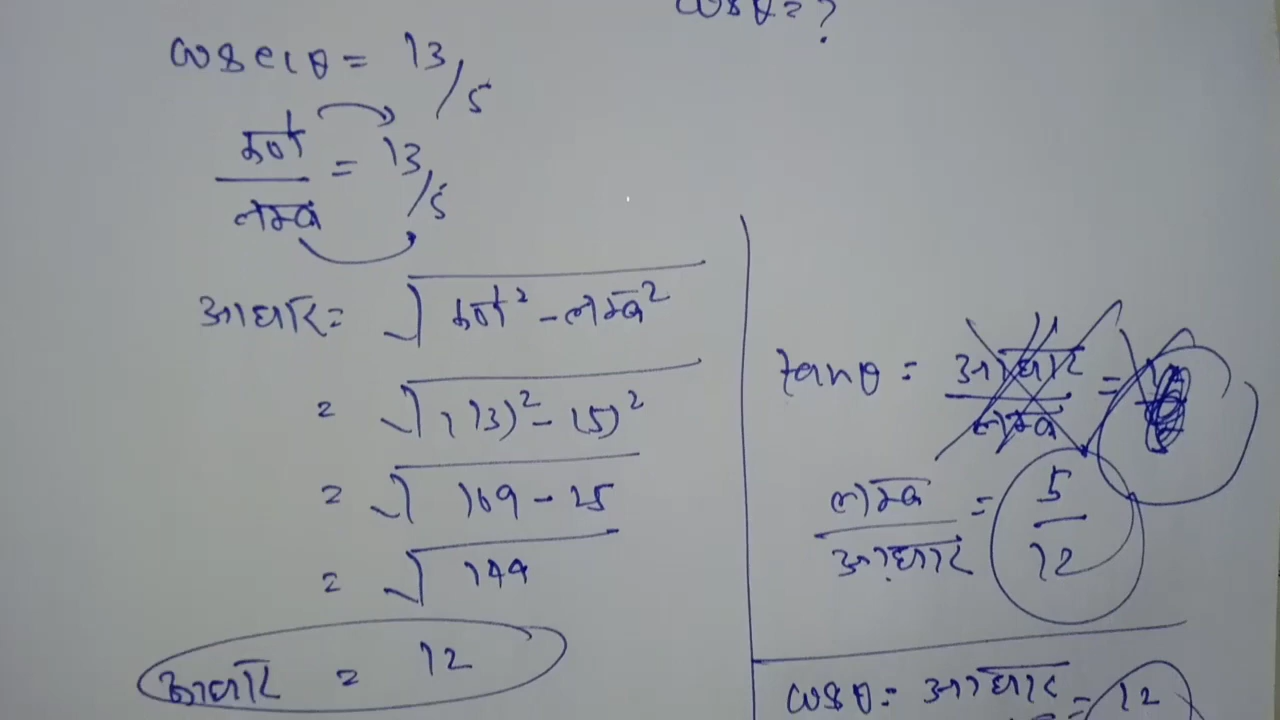 cosθ = ?
cosecθ = 13/5
कर्ण/लम्ब = 13/5
आधार = √कर्ण² - लम्ब²
= √(13)² - (5)²
= √169 - 25
= √144
आधार = 12
tanθ = आधार/लम्ब =
लम्ब/आधार = 5/12
cosθ = आधार = 12